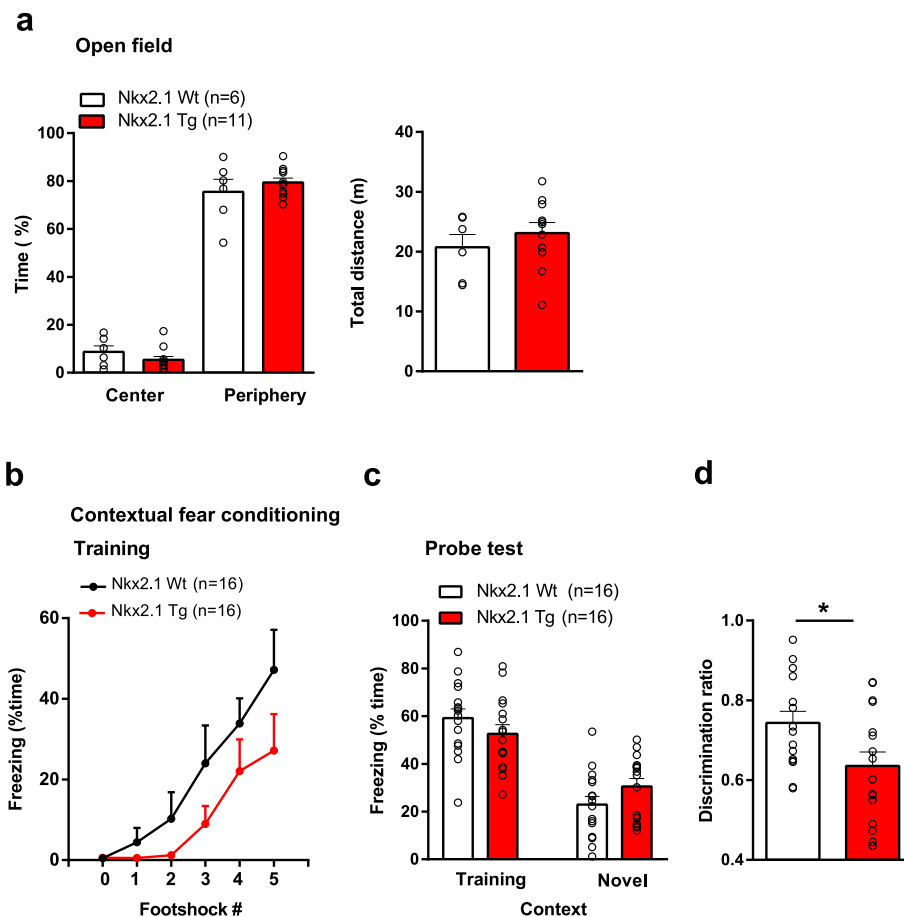 a
Open field
Nkx2.1 Wt (n=6)
Nkx2.1 Tg (n=11)
100
80
60
40
20
0
Time ( %)
Center
Periphery
40
30
20
10
0
Total distance (m)
b
Contextual fear conditioning
Training
Nkx2.1 Wt (n=16)
Nkx2.1 Tg (n=16)
60
40
20
0
Freezing (%time)
0 1 2 3 4 5
Footshock #
c
Probe test
Nkx2.1 Wt (n=16)
Nkx2.1 Tg (n=16)
100
80
60
40
20
0
Freezing (% time)
Training
Novel
Context
d
*
1.0
0.8
0.6
0.4
Discrimination ratio